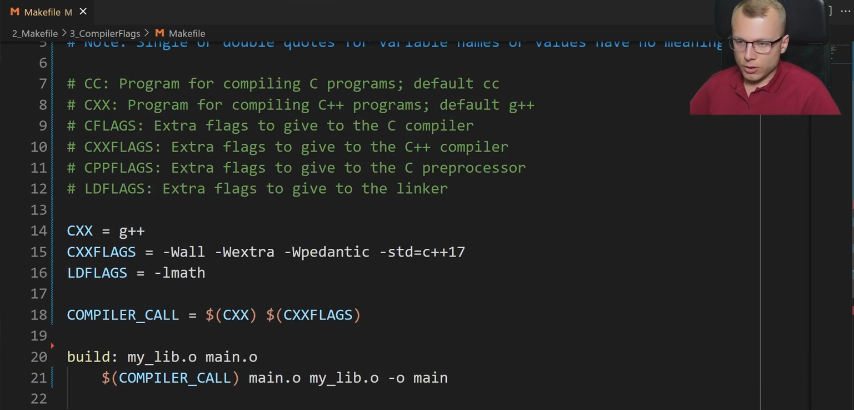 Makefile M
2_Makefile > 3_CompilerFlags > Makefile
5 # Note: Single or double quotes for variable names or values have no meaning
6
7 # CC: Program for compiling C programs; default cc
8 # CXX: Program for compiling C++ programs; default g++
9 # CFLAGS: Extra flags to give to the C compiler
10 # CXXFLAGS: Extra flags to give to the C++ compiler
11 # CPPFLAGS: Extra flags to give to the C preprocessor
12 # LDFLAGS: Extra flags to give to the linker
13
14 CXX = g++
15 CXXFLAGS = -Wall -Wextra -Wpedantic -std=c++17
16 LDFLAGS = -lmath
17
18 COMPILER_CALL = $(CXX) $(CXXFLAGS)
19
20 build: my_lib.o main.o
21 $(COMPILER_CALL) main.o my_lib.o -o main
22